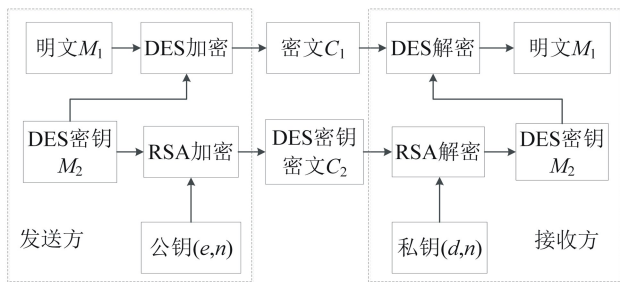 明文M₁
DES加密
密文C₁
DES解密
明文M₁
DES密钥
M₂
RSA加密
DES密钥
密文C₂
RSA解密
DES密钥
M₂
发送方
公钥(e,n)
私钥(d,n)
接收方